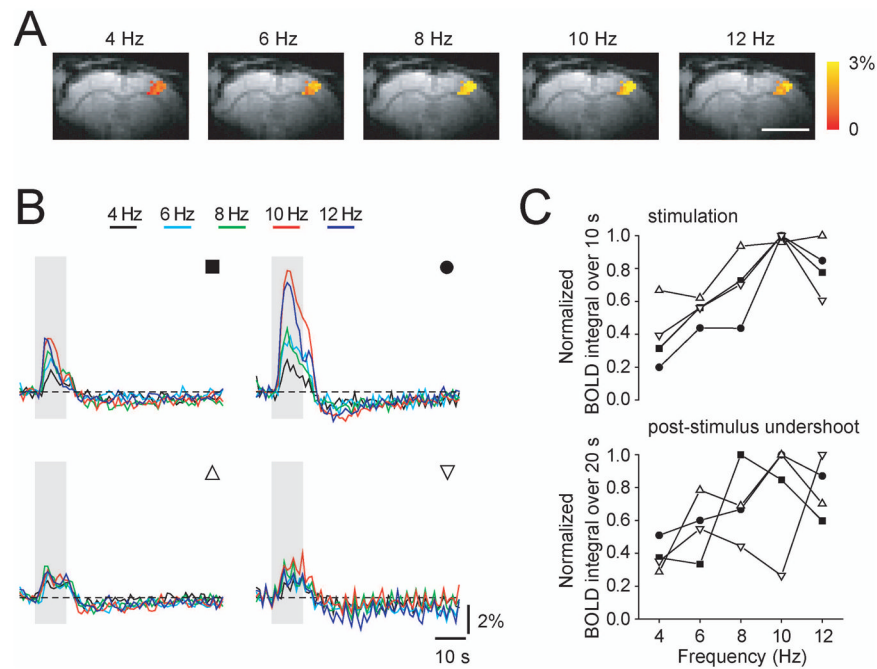 A
4 Hz 6 Hz 8 Hz 10 Hz 12 Hz
3%
0
B
4 Hz 6 Hz 8 Hz 10 Hz 12 Hz
2%
10 s
C
stimulation
Normalized
BOLD integral over 10 s
1.0
0.8
0.6
0.4
0.2
0.0
post-stimulus undershoot
Normalized
BOLD integral over 20 s
1.0
0.8
0.6
0.4
0.2
0.0
4 6 8 10 12
Frequency (Hz)